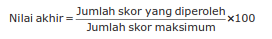 Nilai akhir = Jumlah skor yang diperoleh / Jumlah skor maksimum ×100